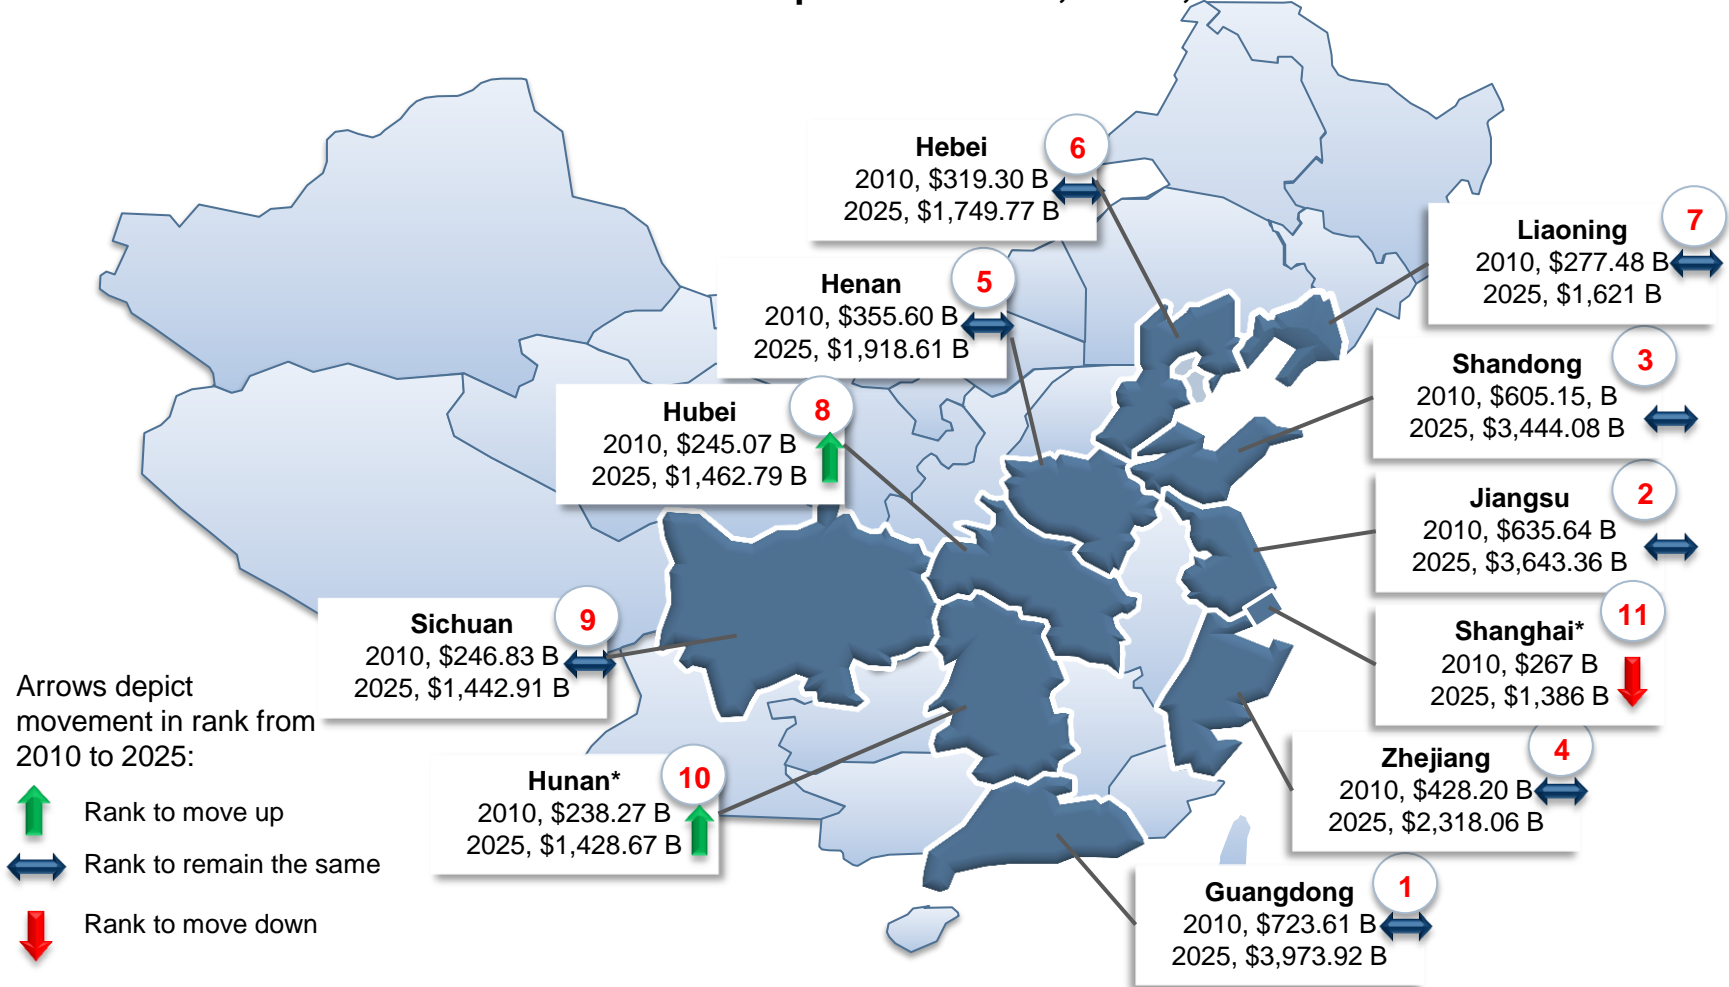 Hebei
6
2010, $319.30 B
2025, $1,749.77 B
Liaoning
7
2010, $277.48 B
2025, $1,621 B
Henan
5
2010, $355.60 B
2025, $1,918.61 B
Shandong
3
2010, $605.15, B
2025, $3,444.08 B
Hubei
8
2010, $245.07 B
2025, $1,462.79 B
Jiangsu
2
2010, $635.64 B
2025, $3,643.36 B
Sichuan
9
2010, $246.83 B
2025, $1,442.91 B
Shanghai*
11
2010, $267 B
2025, $1,386 B
Arrows depict
movement in rank from
2010 to 2025:
Rank to move up
Rank to remain the same
Rank to move down
Hunan*
10
2010, $238.27 B
2025, $1,428.67 B
Zhejiang
4
2010, $428.20 B
2025, $2,318.06 B
Guangdong
1
2010, $723.61 B
2025, $3,973.92 B